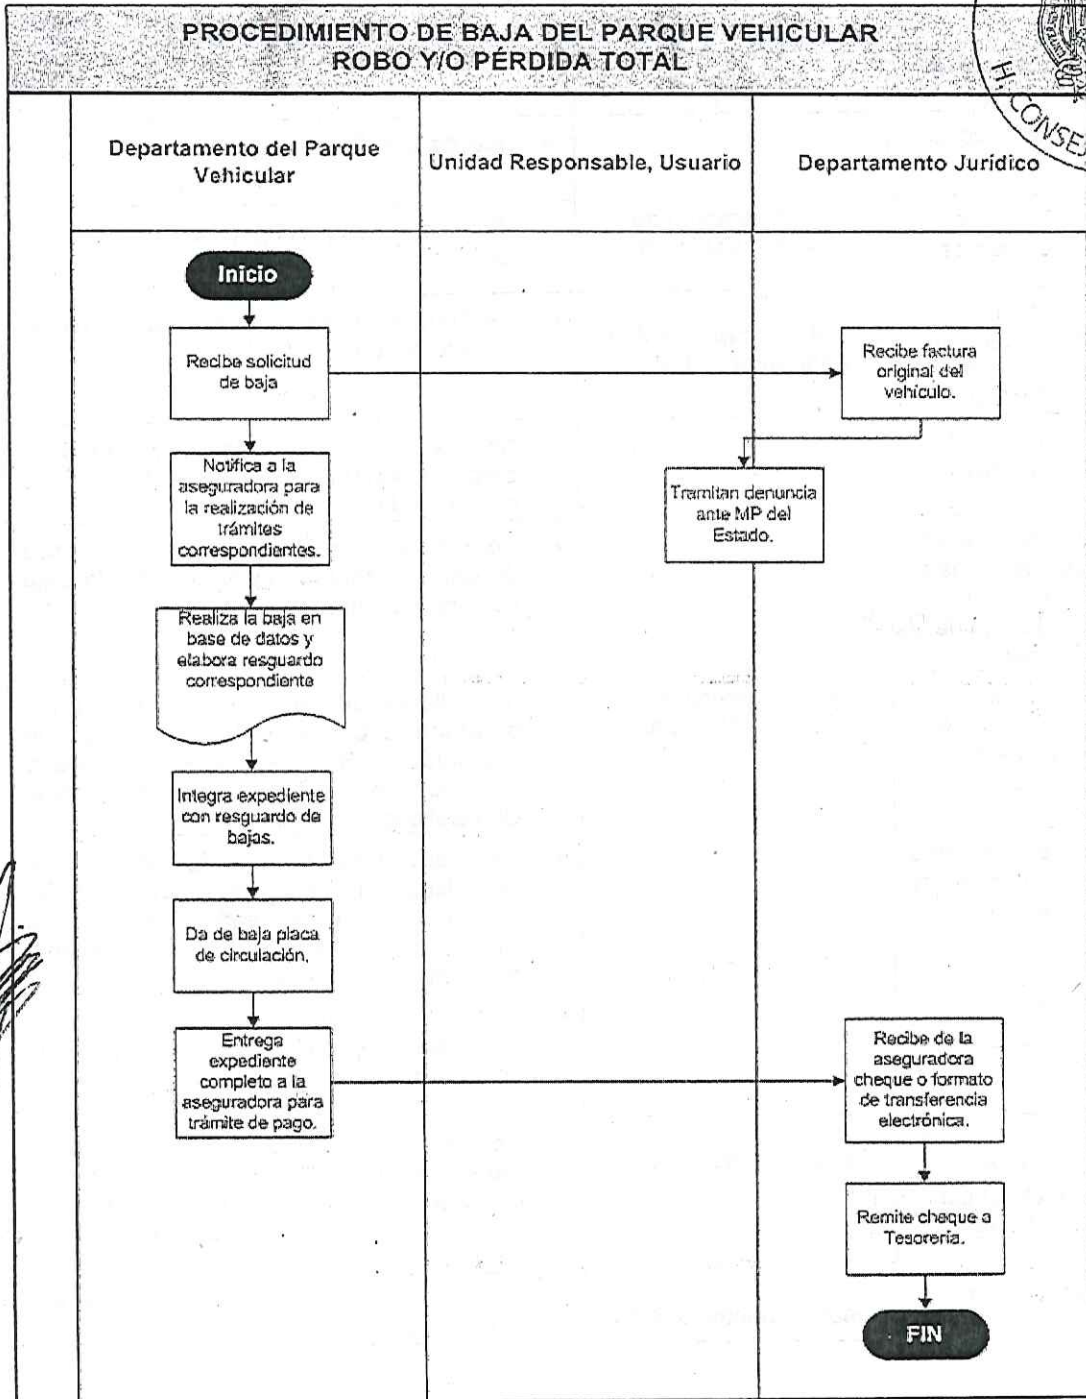 PROCEDIMIENTO DE BAJA DEL PARQUE VEHICULAR
ROBO Y/O PÉRDIDA TOTAL
H. CONSE
Departamento del Parque
Vehicular
Unidad Responsable, Usuario
Departamento Jurídico
Inicio
Recibe solicitud
de baja
Recibe factura
original del
vehículo.
Notifica a la
aseguradora para
la realización de
trámites
correspondientes.
Tramitan denuncia
ante MP del
Estado.
Realiza la baja en
base de datos y
elabora resguardo
correspondiente
Integra expediente
con resguardo de
bajas.
Da de baja placa
de circulación.
Entrega
expediente
completo a la
aseguradora para
trámite de pago.
Recibe de la
aseguradora
cheque o formato
de transferencia
electrónica.
Remite cheque a
Tesorería.
FIN